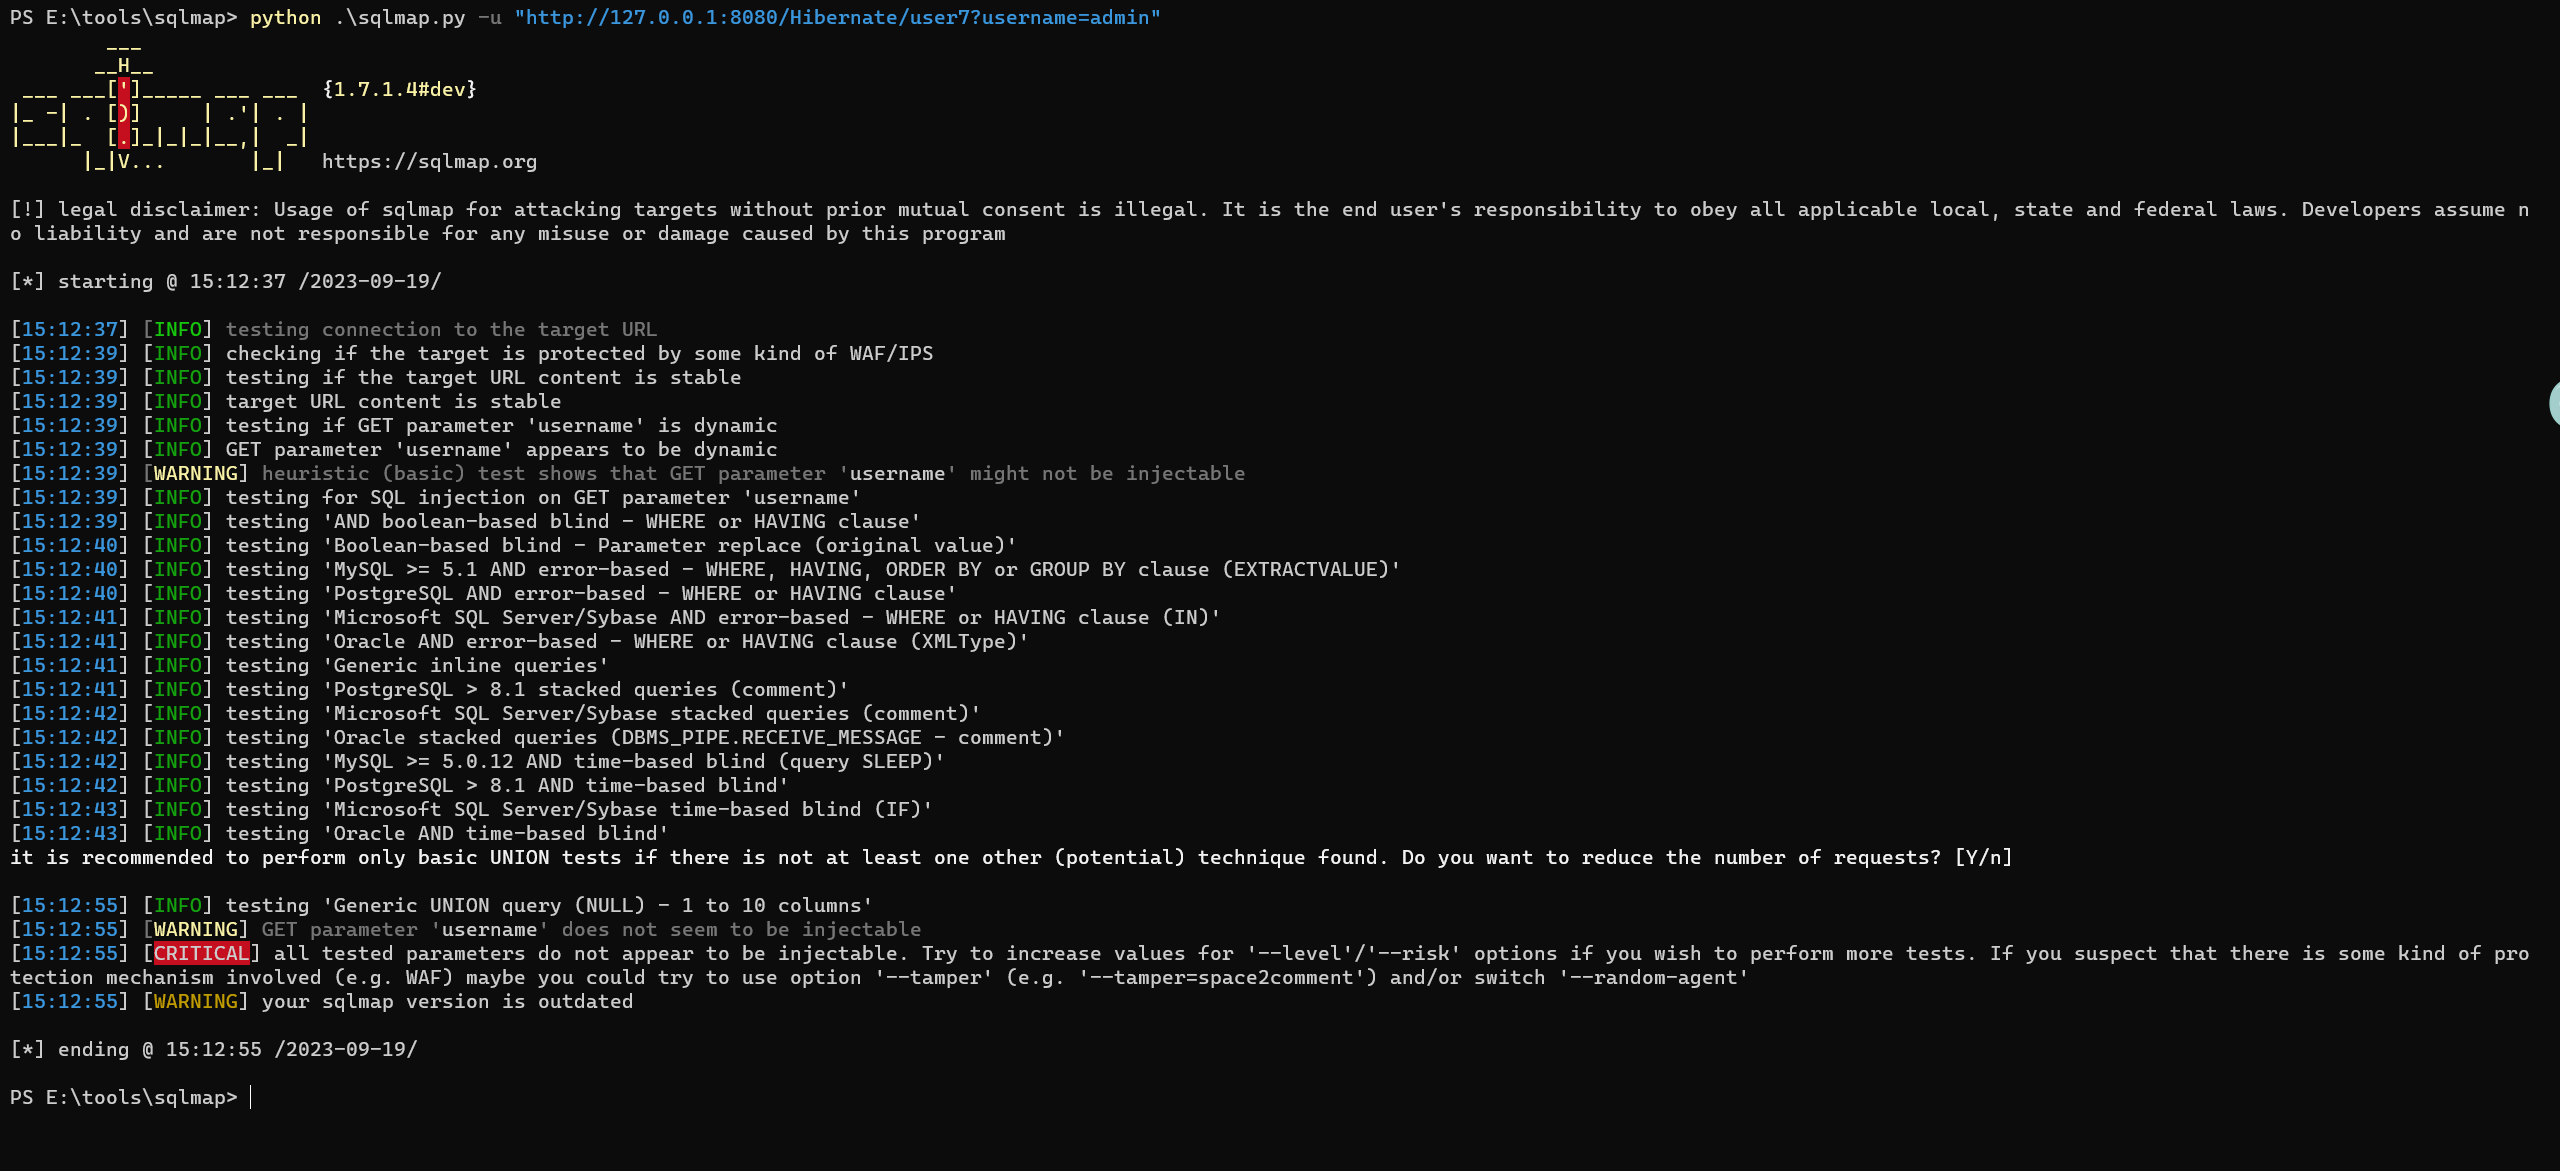 PS E:\tools\sqlmap> python .\sqlmap.py -u "http://127.0.0.1:8080/Hibernate/user7?username=admin"
        ___
       __H__
 ___ ___[']_____ ___ ___  {1.7.1.4#dev}
|_ -| . [)]     | .'| . |
|___|_  [.]_|_|_|__,|  _|
      |_|V...       |_|   https://sqlmap.org
[!] legal disclaimer: Usage of sqlmap for attacking targets without prior mutual consent is illegal. It is the end user's responsibility to obey all applicable local, state and federal laws. Developers assume n
o liability and are not responsible for any misuse or damage caused by this program
[*] starting @ 15:12:37 /2023-09-19/
[15:12:37] [INFO] testing connection to the target URL
[15:12:39] [INFO] checking if the target is protected by some kind of WAF/IPS
[15:12:39] [INFO] testing if the target URL content is stable
[15:12:39] [INFO] target URL content is stable
[15:12:39] [INFO] testing if GET parameter 'username' is dynamic
[15:12:39] [INFO] GET parameter 'username' appears to be dynamic
[15:12:39] [WARNING] heuristic (basic) test shows that GET parameter 'username' might not be injectable
[15:12:39] [INFO] testing for SQL injection on GET parameter 'username'
[15:12:39] [INFO] testing 'AND boolean-based blind - WHERE or HAVING clause'
[15:12:40] [INFO] testing 'Boolean-based blind - Parameter replace (original value)'
[15:12:40] [INFO] testing 'MySQL >= 5.1 AND error-based - WHERE, HAVING, ORDER BY or GROUP BY clause (EXTRACTVALUE)'
[15:12:40] [INFO] testing 'PostgreSQL AND error-based - WHERE or HAVING clause'
[15:12:41] [INFO] testing 'Microsoft SQL Server/Sybase AND error-based - WHERE or HAVING clause (IN)'
[15:12:41] [INFO] testing 'Oracle AND error-based - WHERE or HAVING clause (XMLType)'
[15:12:41] [INFO] testing 'Generic inline queries'
[15:12:41] [INFO] testing 'PostgreSQL > 8.1 stacked queries (comment)'
[15:12:42] [INFO] testing 'Microsoft SQL Server/Sybase stacked queries (comment)'
[15:12:42] [INFO] testing 'Oracle stacked queries (DBMS_PIPE.RECEIVE_MESSAGE - comment)'
[15:12:42] [INFO] testing 'MySQL >= 5.0.12 AND time-based blind (query SLEEP)'
[15:12:42] [INFO] testing 'PostgreSQL > 8.1 AND time-based blind'
[15:12:43] [INFO] testing 'Microsoft SQL Server/Sybase time-based blind (IF)'
[15:12:43] [INFO] testing 'Oracle AND time-based blind'
it is recommended to perform only basic UNION tests if there is not at least one other (potential) technique found. Do you want to reduce the number of requests? [Y/n]
[15:12:55] [INFO] testing 'Generic UNION query (NULL) - 1 to 10 columns'
[15:12:55] [WARNING] GET parameter 'username' does not seem to be injectable
[15:12:55] [CRITICAL] all tested parameters do not appear to be injectable. Try to increase values for '--level'/'--risk' options if you wish to perform more tests. If you suspect that there is some kind of pro
tection mechanism involved (e.g. WAF) maybe you could try to use option '--tamper' (e.g. '--tamper=space2comment') and/or switch '--random-agent'
[15:12:55] [WARNING] your sqlmap version is outdated
[*] ending @ 15:12:55 /2023-09-19/
PS E:\tools\sqlmap>